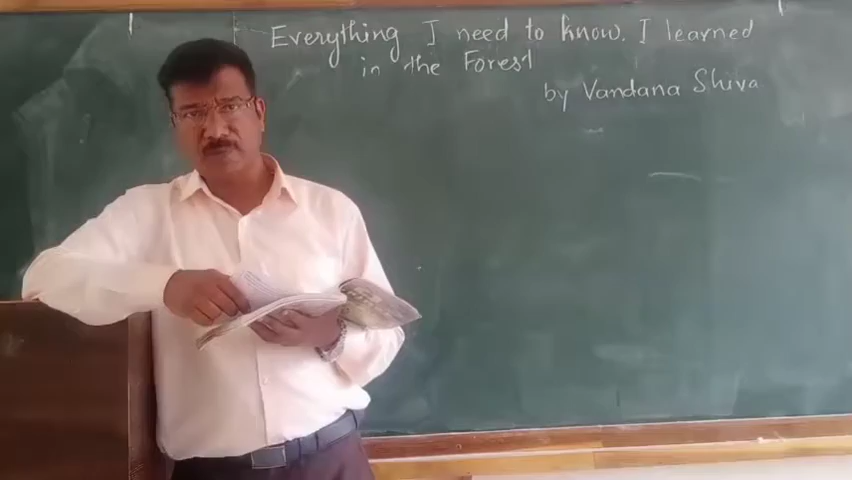 Everything I need to know. I learned
in the Forest
by Vandana Shiva